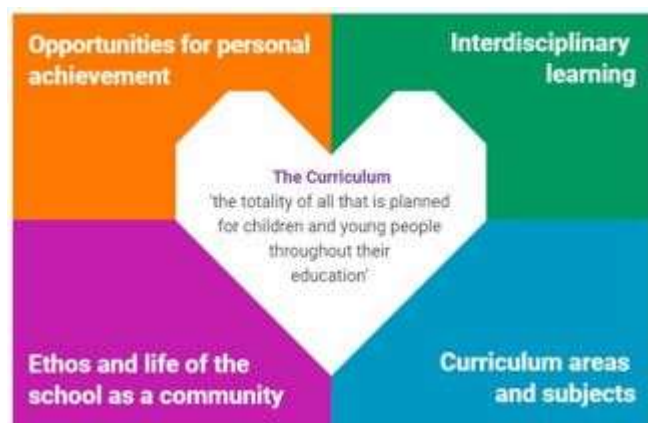 Opportunities for personal
achievement
Interdisciplinary
learning
The Curriculum
'the totality of all that is planned
for children and young people
throughout their
education'
Ethos and life of the
school as a community
Curriculum areas
and subjects